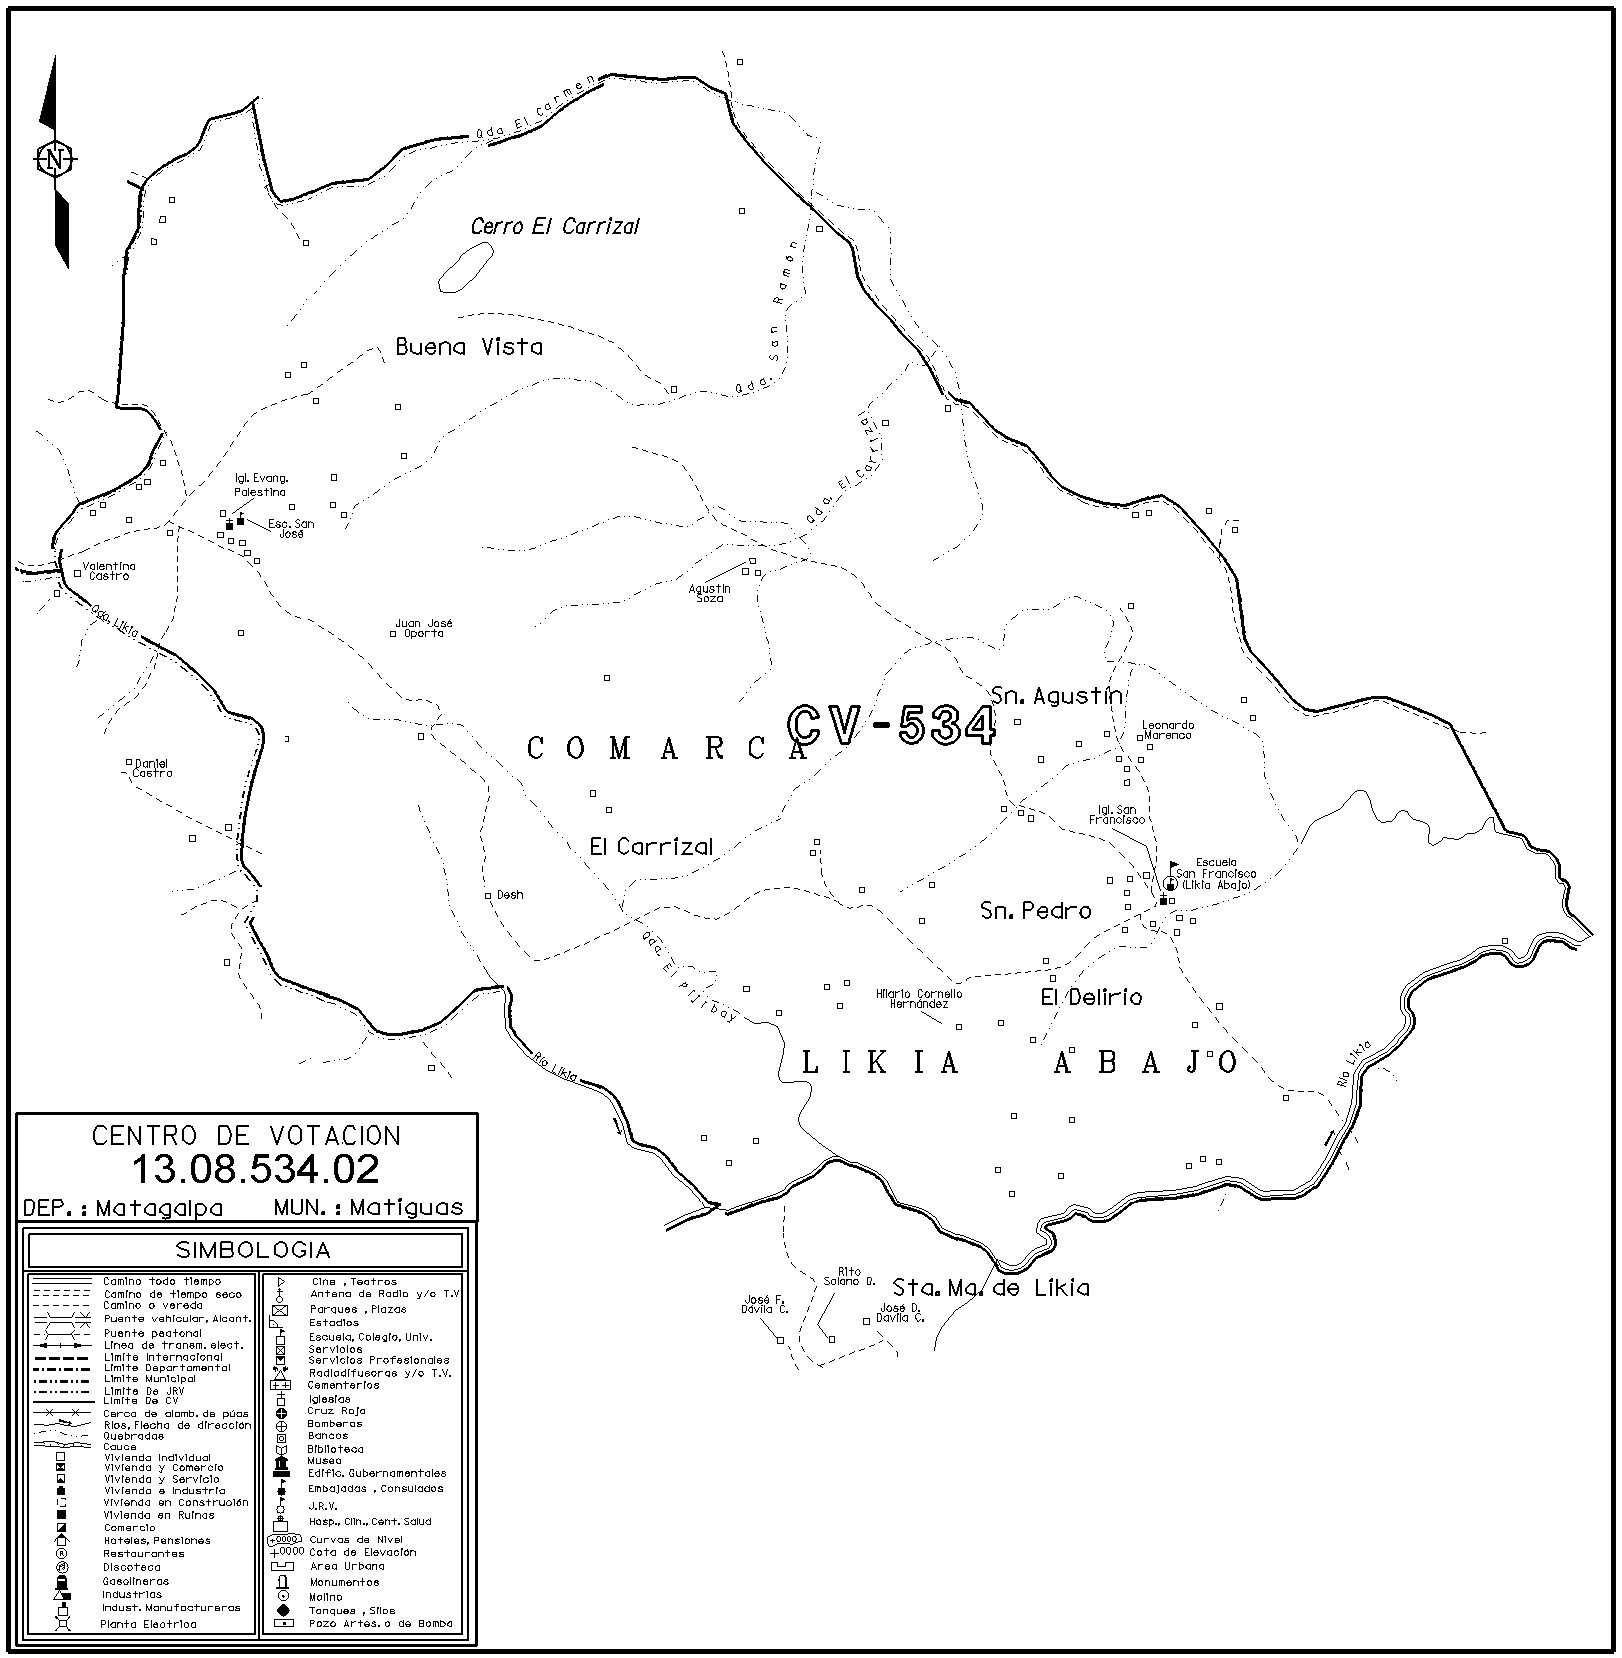 N
Qda El Carmen
Cerro El Carrizal
Qda. San Ramón
Buena Vista
Qda. El Carrizal
Igl. Evang.
Palestina
Esc. San
José
Valentina
Castro
Qda. Likia
Agustin
Soza
Juan José
Oporta
Sn. Agustín
CV-534
COMARCA
Leonardo
Marenco
Daniel
Castro
Igl. San
Francisco
El Carrizal
Escuela
San Francisco
(Likia Abajo)
Desh
Sn. Pedro
Qda. El Pijibay
Hilario Cornelio
Hernández
El Delirio
LIKIA ABAJO
Río Likia
Río Likia
Sta. Ma. de Likia
Rito
Solano D.
José F.
Davila C.
José D.
Davila C.
CENTRO DE VOTACION
13.08.534.02
DEP.: Matagalpa MUN.: Matiguas
SIMBOLOGIA
Camino todo tiempo
Camino de tiempo seco
Camino o vereda
Puente vehicular, Alcant.
Puente peatonal
Linea de transm. elect.
Limite Internacional
Limite Departamental
Limite Municipal
Limite De JRV
Limite De CV
Cerca de alamb. de púas
Ríos, Flecha de dirección
Quebradas
Cauce
Vivienda Individual
Vivienda y Comercio
Vivienda y Servicio
Vivienda e Industria
Vivienda en Construción
Vivienda en Ruinas
Comercio
Hoteles, Pensiones
R Restaurantes
Discoteca
Gasolineras
Industrias
Indust. Manufactureras
Planta Electrica
Cine, Teatros
Antena de Radio y/o T.V
Parques, Plazas
Estadios
Escuela, Colegio, Univ.
Servicios
Servicios Profesionales
Radiodifusoras y/o T.V.
Cementerios
Iglesias
Cruz Roja
Bomberos
Bancos
Biblioteca
Museo
Edific. Gubernamentales
Embajadas, Consulados
J.R.V.
Hosp., Clin., Cent. Salud
+0000 Curvas de Nivel
+0000 Cota de Elevación
Area Urbana
Monumentos
Molino
Tanques, Silos
Pozo Artes. o de Bomba